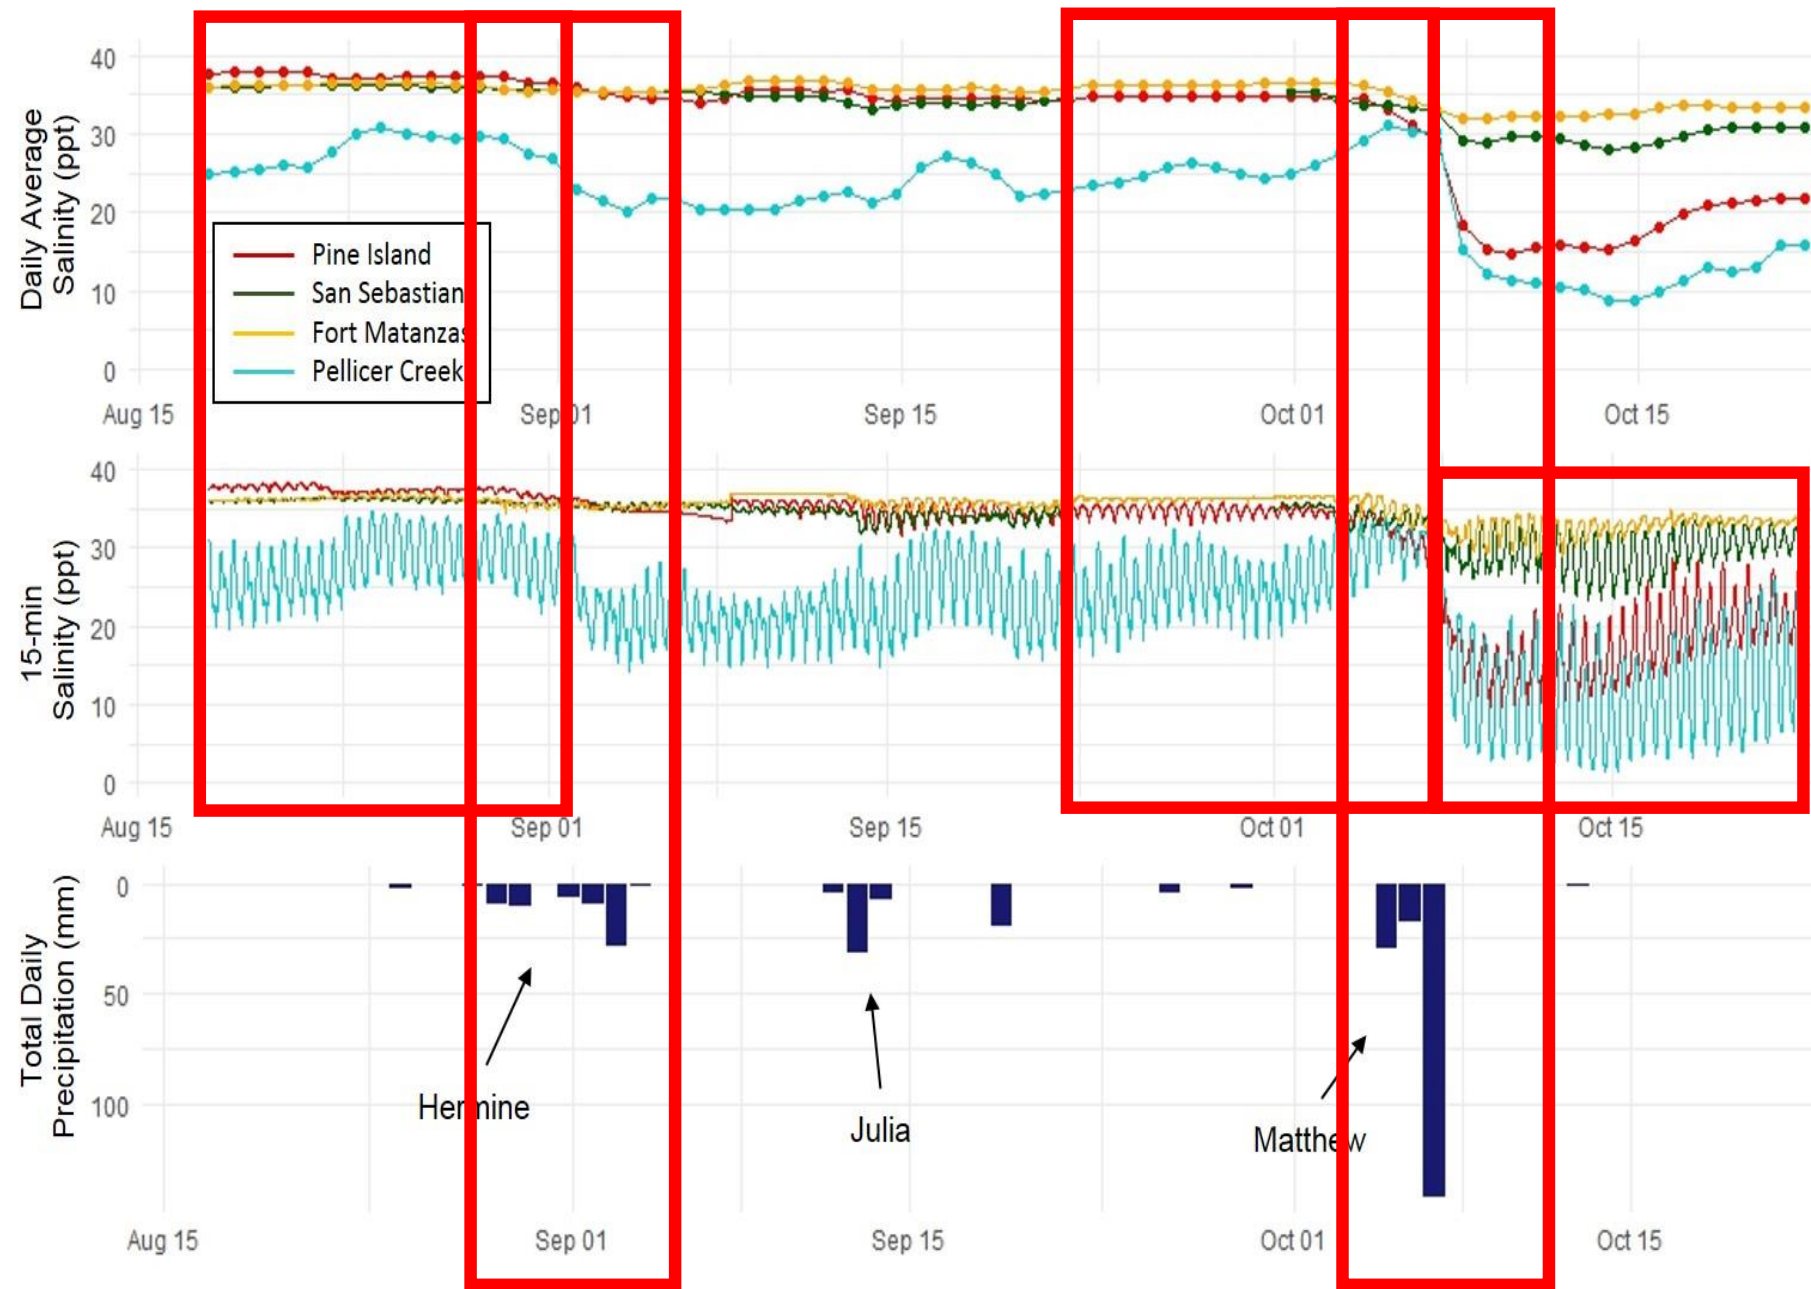 Daily Average
Salinity (ppt)
40
30
20
10
0
Pine Island
San Sebastian
Fort Matanzas
Pellicer Creek
Aug 15
Sep 01
Sep 15
Oct 01
Oct 15
15-min
Salinity (ppt)
40
30
20
10
0
Aug 15
Sep 01
Sep 15
Oct 01
Oct 15
Total Daily
Precipitation (mm)
0
50
100
Hermine
Julia
Matthew
Aug 15
Sep 01
Sep 15
Oct 01
Oct 15